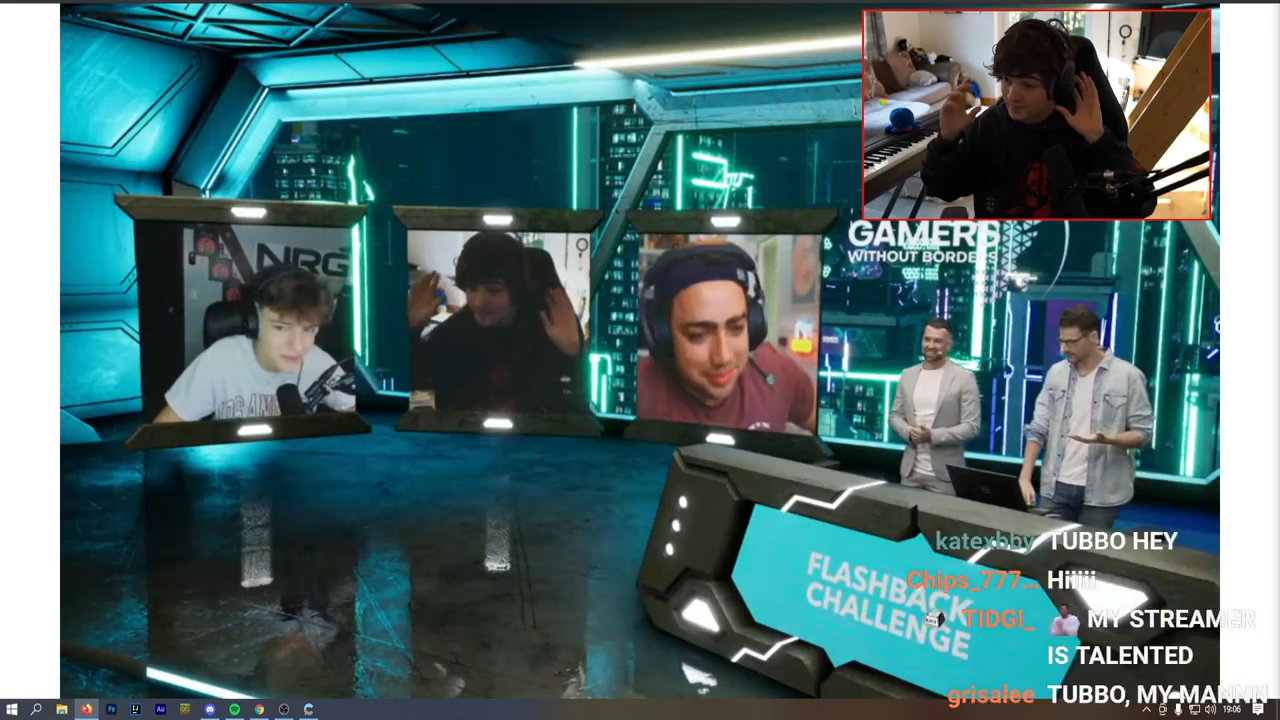 NRG
GAMERS
WITHOUT BORDERS
FLASHBACK
CHALLENGE
katexbby TUBBO HEY
Chips_777... Hiiiii
TIDGI_ MY STREAMER
IS TALENTED
grisalee TUBBO, MY MANNN
19:06